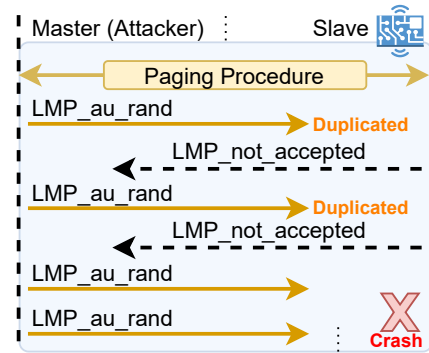 Master (Attacker) Slave
Paging Procedure
LMP_au_rand
Duplicated
LMP_not_accepted
LMP_au_rand
Duplicated
LMP_not_accepted
LMP_au_rand
LMP_au_rand
Crash